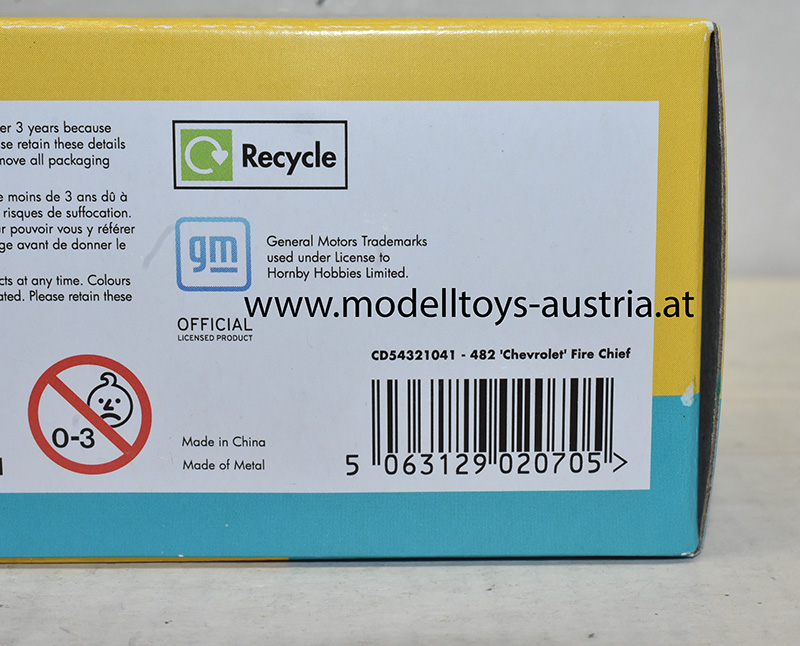 er 3 years because
se retain these details
move all packaging
e moins de 3 ans dû à
risques de suffocation.
r pouvoir vous y référer
ge avant de donner le
cts at any time. Colours
ated. Please retain these
Recycle
gm
General Motors Trademarks
used under License to
Hornby Hobbies Limited.
www.modelltoys-austria.at
OFFICIAL
LICENSED PRODUCT
CD54321041 - 482 'Chevrolet' Fire Chief
0-3
Made in China
Made of Metal
5 063129 020705 >